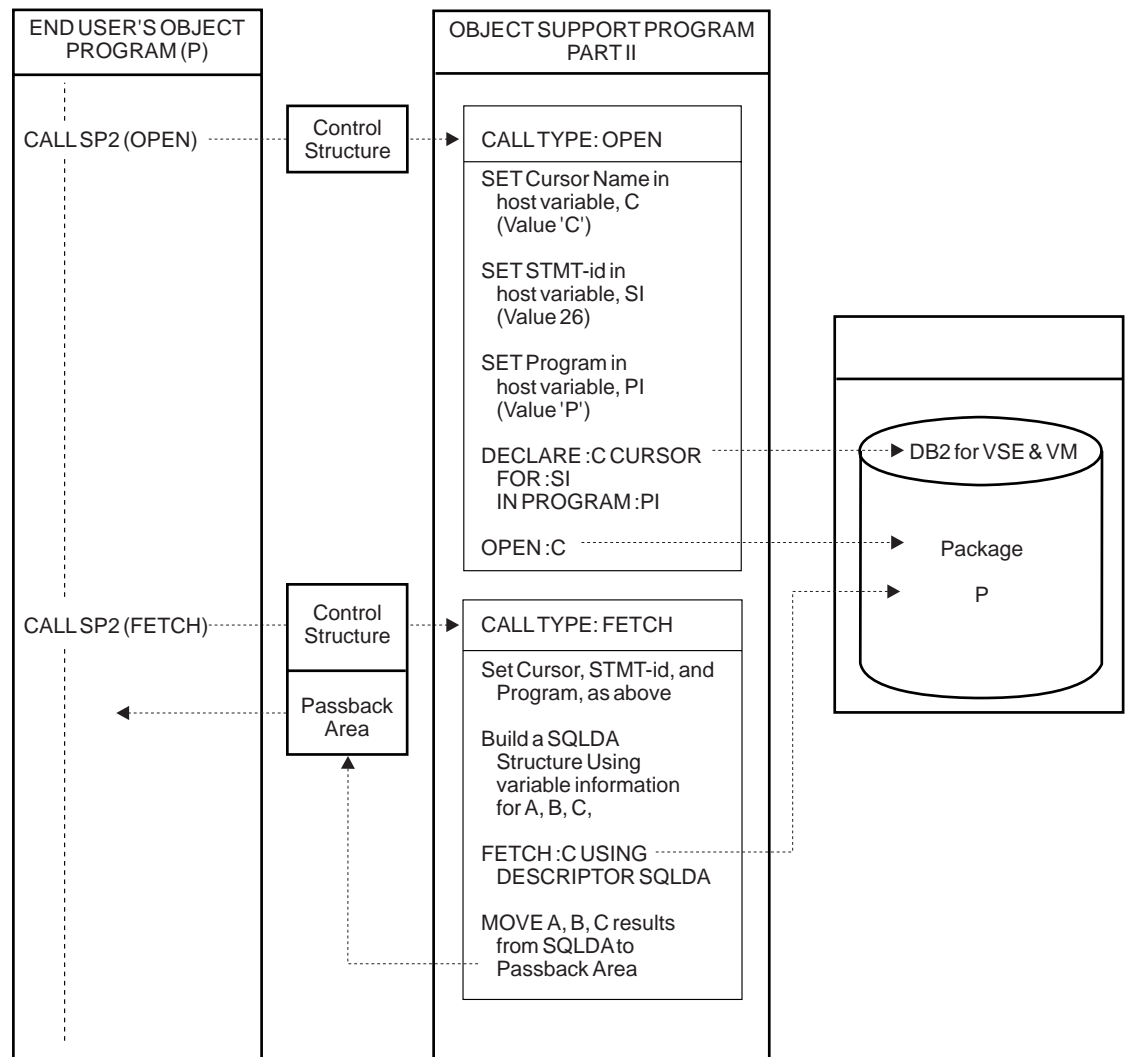 END USER'S OBJECT
PROGRAM (P)
OBJECT SUPPORT PROGRAM
PART II
CALL SP2 (OPEN)
Control
Structure
CALL TYPE: OPEN
SET Cursor Name in
host variable, C
(Value 'C')
SET STMT-id in
host variable, SI
(Value 26)
SET Program in
host variable, PI
(Value 'P')
DECLARE :C CURSOR
FOR :SI
IN PROGRAM :PI
OPEN :C
DB2 for VSE & VM
Package
P
CALL SP2 (FETCH)
Control
Structure
Passback
Area
CALL TYPE: FETCH
Set Cursor, STMT-id, and
Program, as above
Build a SQLDA
Structure Using
variable information
for A, B, C,
FETCH :C USING
DESCRIPTOR SQLDA
MOVE A, B, C results
from SQLDA to
Passback Area